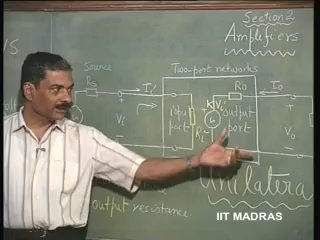 Section 2
Amplifiers
Source
Two-port networks
Rs
Ii
Ri
KVi
Ro
Io
Vi
input
port
output
port
Vo
Unilatera
output resistance
IIT MADRAS